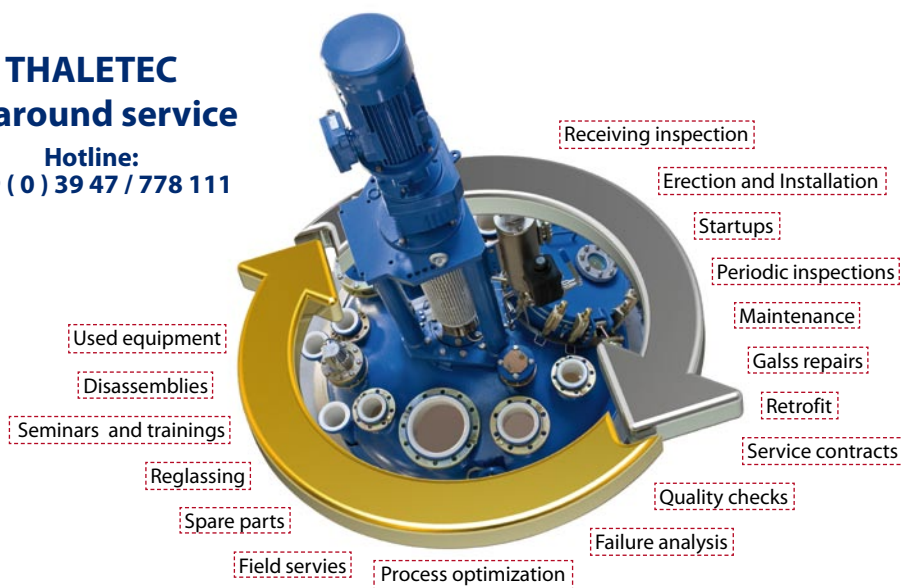 THALETEC
around service
Hotline:
( 0 ) 39 47 / 778 111
Receiving inspection
Erection and Installation
Startups
Periodic inspections
Maintenance
Galss repairs
Retrofit
Service contracts
Quality checks
Failure analysis
Process optimization
Field servies
Spare parts
Reglassing
Seminars and trainings
Disassemblies
Used equipment